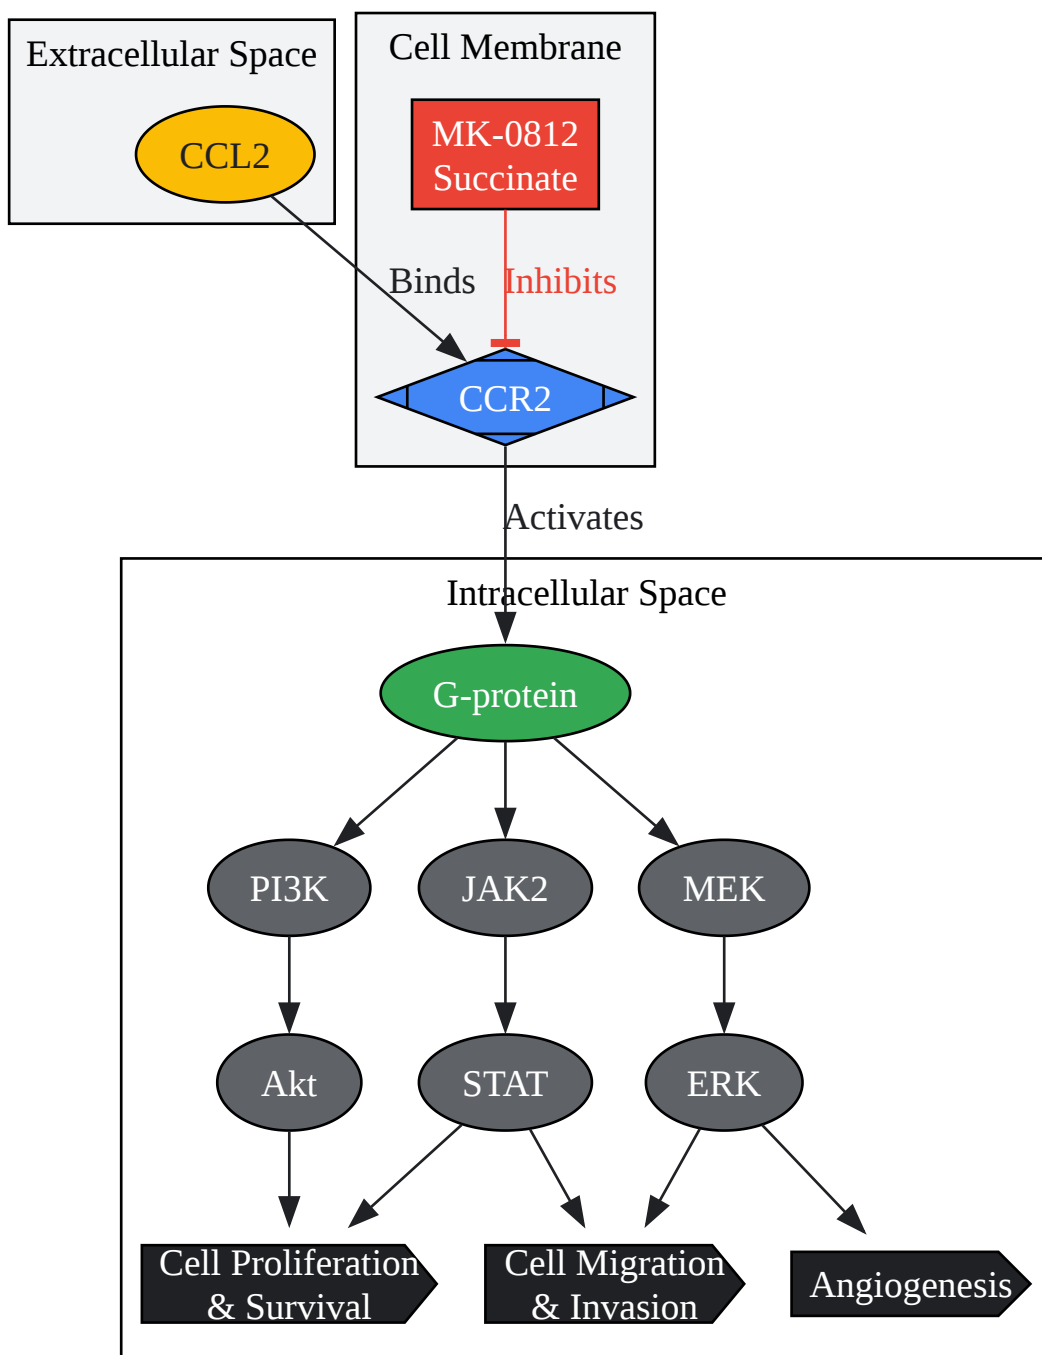 Extracellular Space
Cell Membrane
CCL2
MK-0812
Succinate
Binds
Inhibits
CCR2
Activates
Intracellular Space
G-protein
PI3K
JAK2
MEK
Akt
STAT
ERK
Cell Proliferation
& Survival
Cell Migration
& Invasion
Angiogenesis